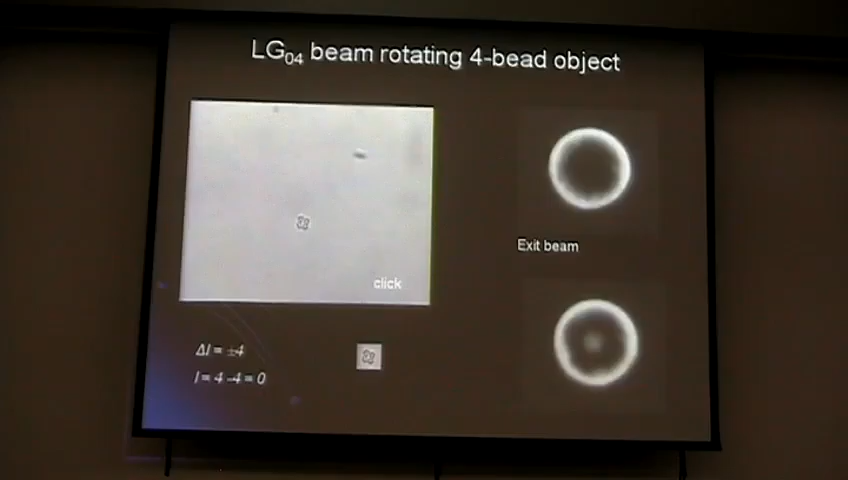 LG₀₄ beam rotating 4-bead object
click
Exit beam
Δl = ±4
l = 4 -4 = 0